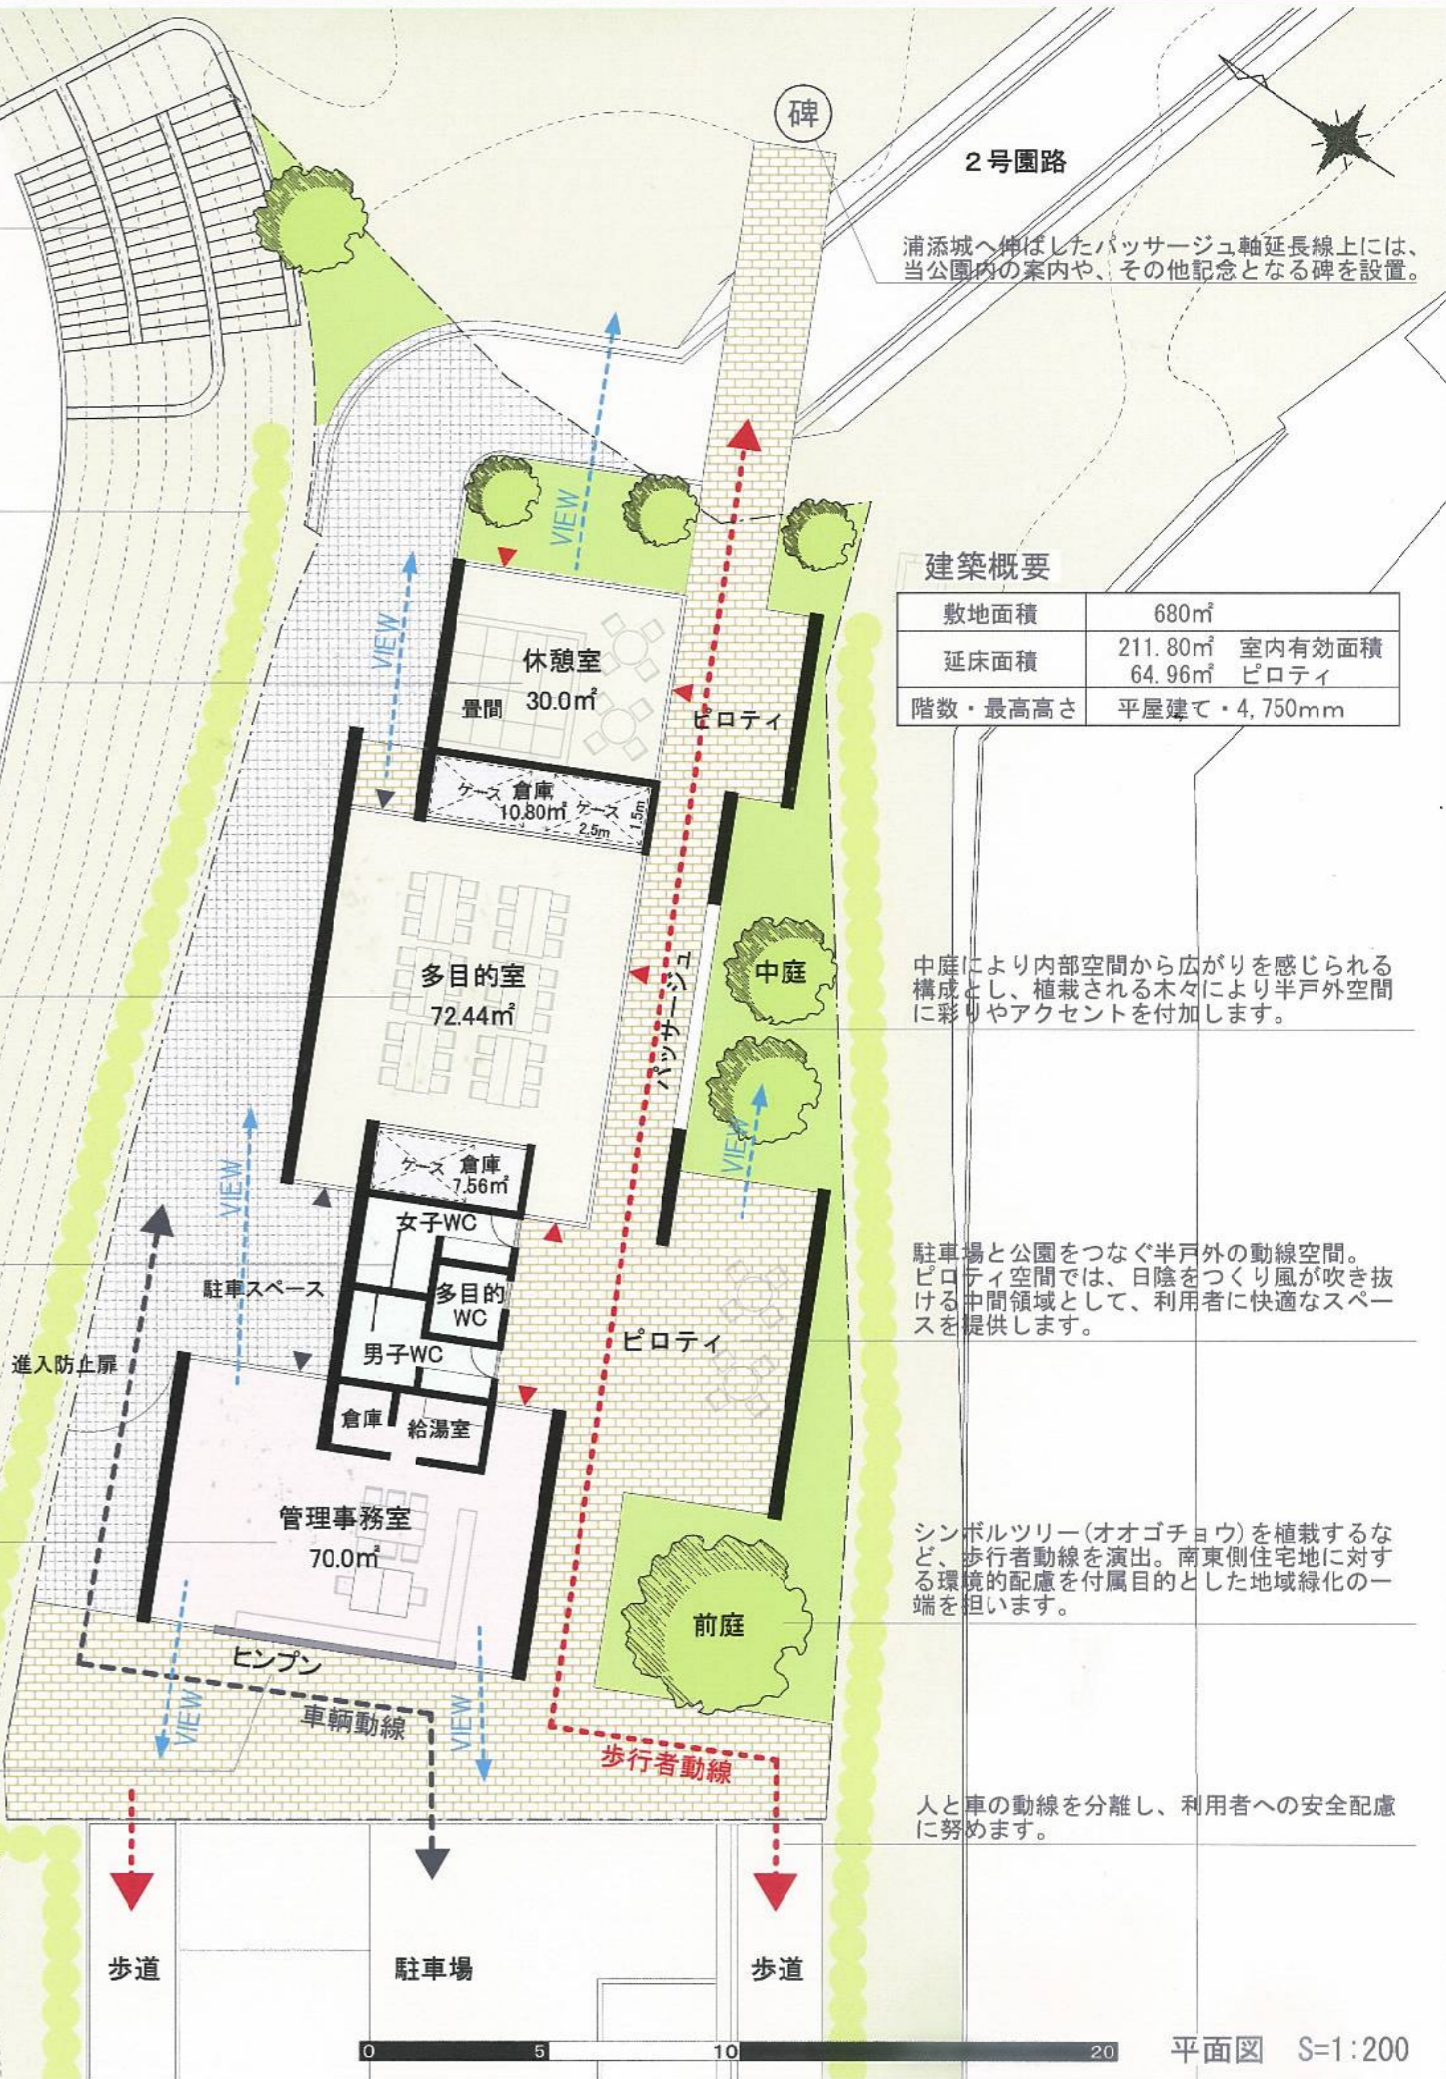 碑
2号園路
浦添城へ伸ばしたパッサージュ軸延長線上には、
当公園内の案内や、その他記念となる碑を設置。
VIEW
VIEW
建築概要
敷地面積 680㎡
延床面積 211.80㎡ 室内有効面積
64.96㎡ ピロティ
階数・最高高さ 平屋建て・4,750mm
休憩室
30.0㎡
畳間
ピロティ
ケース 倉庫 ケース
10.80㎡
2.5m
1.5m
多目的室
72.44㎡
パッサージュ
中庭
中庭により内部空間から広がりを感じられる
構成とし、植栽される木々により半戸外空間
に彩りやアクセントを付加します。
VIEW
VIEW
ケース 倉庫
7.56㎡
女子WC
多目的
WC
男子WC
駐車スペース
進入防止扉
ピロティ
駐車場と公園をつなぐ半戸外の動線空間。
ピロティ空間では、日陰をつくり風が吹き抜
ける中間領域として、利用者に快適なスペー
スを提供します。
倉庫
給湯室
管理事務室
70.0㎡
シンボルツリー(オオゴチョウ)を植栽するな
ど、歩行者動線を演出。南東側住宅地に対す
る環境的配慮を付属目的とした地域緑化の一
端を担います。
前庭
ヒンプン
VIEW
VIEW
車輌動線
歩行者動線
人と車の動線を分離し、利用者への安全配慮
に努めます。
歩道
駐車場
歩道
0 5 10 20
平面図 S=1:200